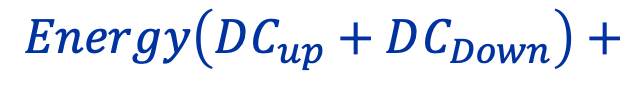 Energy(DC_up + DC_Down) +